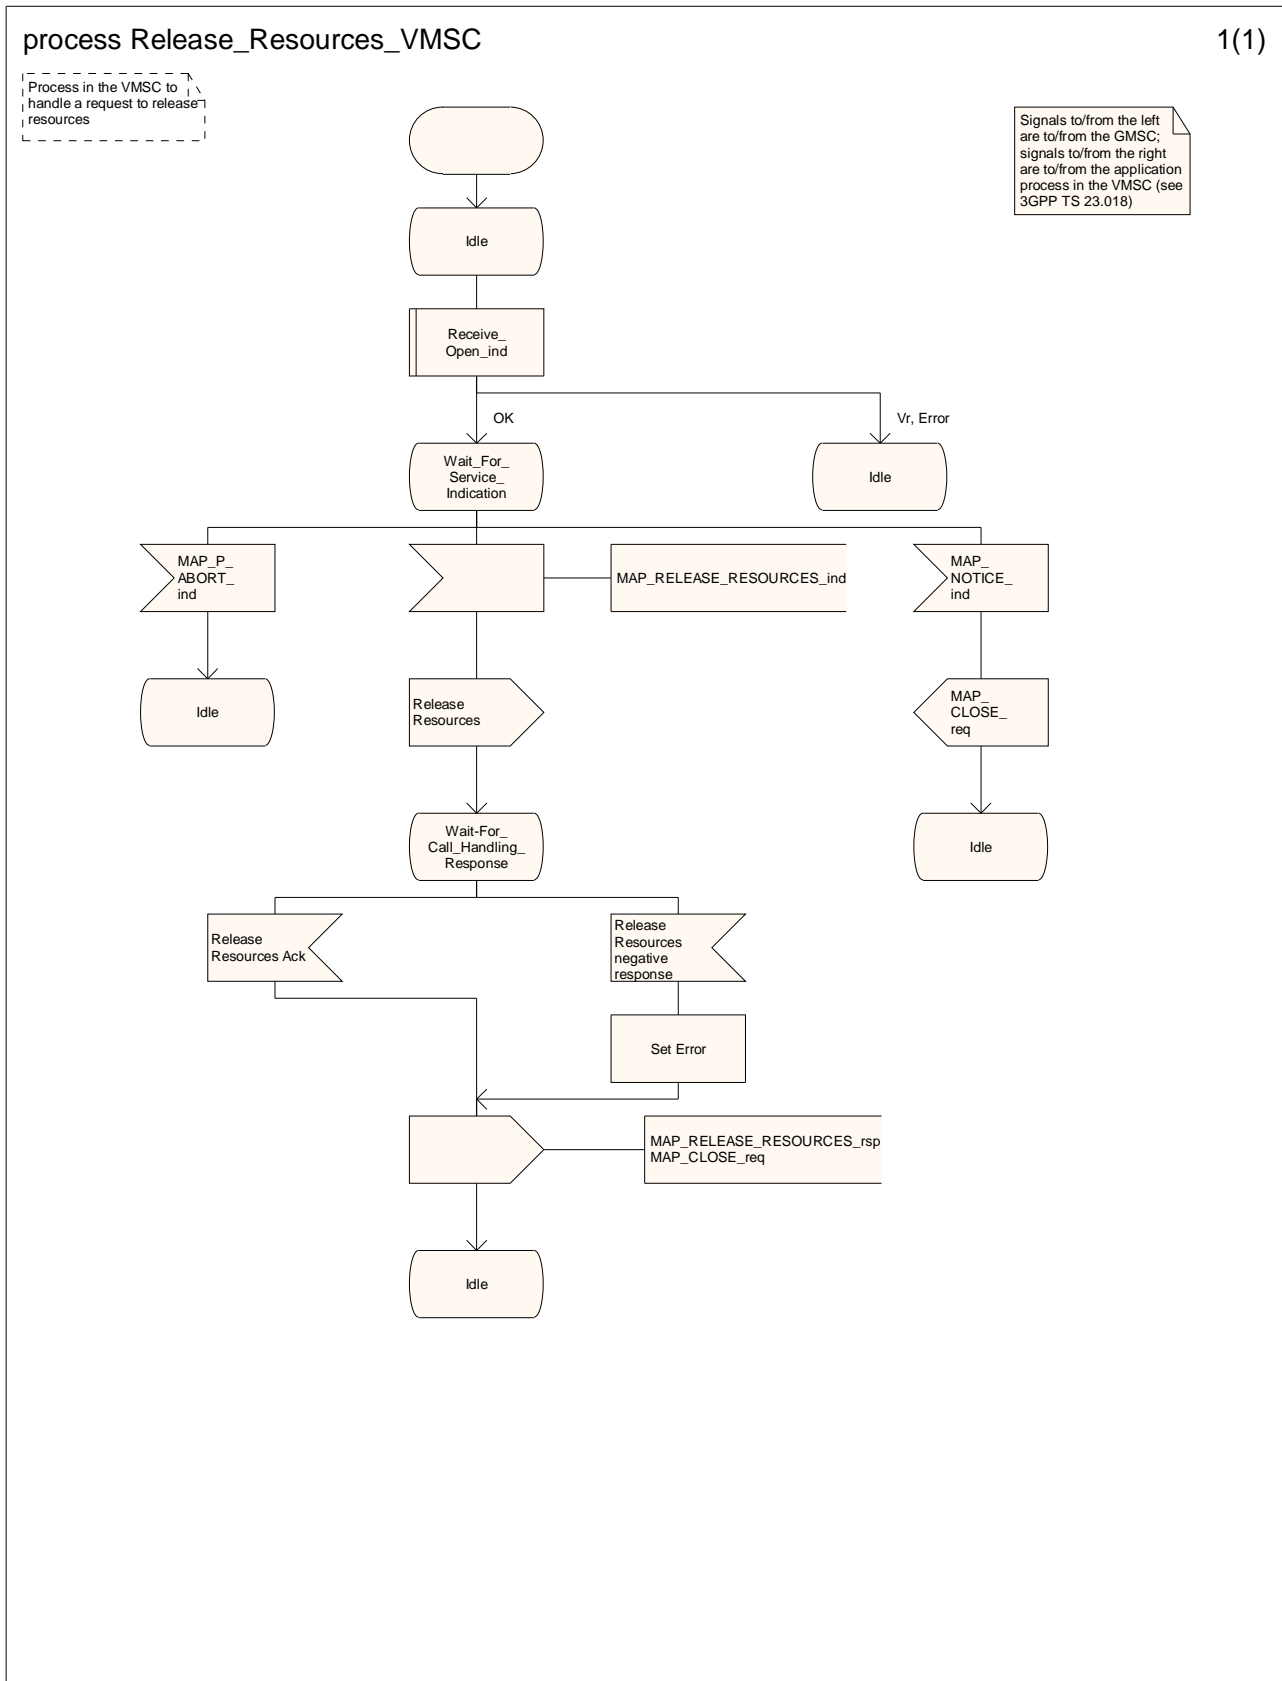 process Release_Resources_VMSC
1(1)
Process in the VMSC to
handle a request to release
resources
Signals to/from the left
are to/from the GMSC;
signals to/from the right
are to/from the application
process in the VMSC (see
3GPP TS 23.018)
Idle
Receive_
Open_ind
OK
Vr, Error
Wait_For_
Service_
Indication
Idle
MAP_P_
ABORT_
ind
MAP_RELEASE_RESOURCES_ind
MAP_
NOTICE_
ind
Idle
Release
Resources
MAP_
CLOSE_
req
Wait-For_
Call_Handling_
Response
Idle
Release
Resources Ack
Release
Resources
negative
response
Set Error
MAP_RELEASE_RESOURCES_rsp
MAP_CLOSE_req
Idle